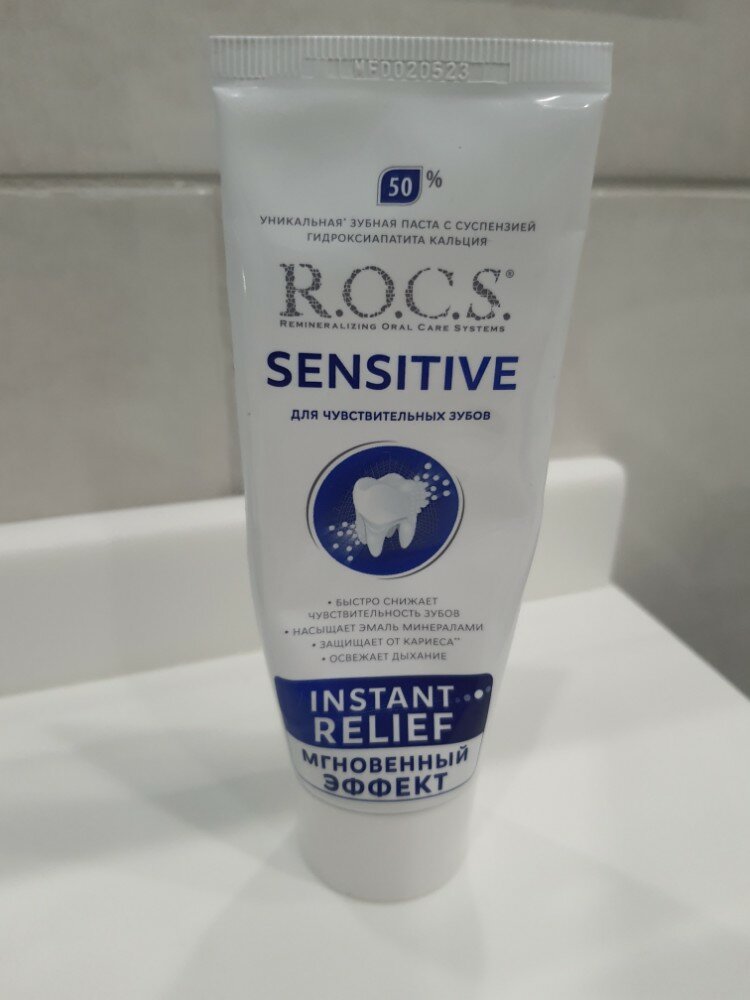 MFD020523
50 %
УНИКАЛЬНАЯ* ЗУБНАЯ ПАСТА С СУСПЕНЗИЕЙ
ГИДРОКСИАПАТИТА КАЛЬЦИЯ
R.O.C.S.®
REMINERALIZING ORAL CARE SYSTEMS
SENSITIVE
ДЛЯ ЧУВСТВИТЕЛЬНЫХ ЗУБОВ
• БЫСТРО СНИЖАЕТ
ЧУВСТВИТЕЛЬНОСТЬ ЗУБОВ
• НАСЫЩАЕТ ЭМАЛЬ МИНЕРАЛАМИ
• ЗАЩИЩАЕТ ОТ КАРИЕСА**
• ОСВЕЖАЕТ ДЫХАНИЕ
INSTANT
RELIEF
МГНОВЕННЫЙ
ЭФФЕКТ